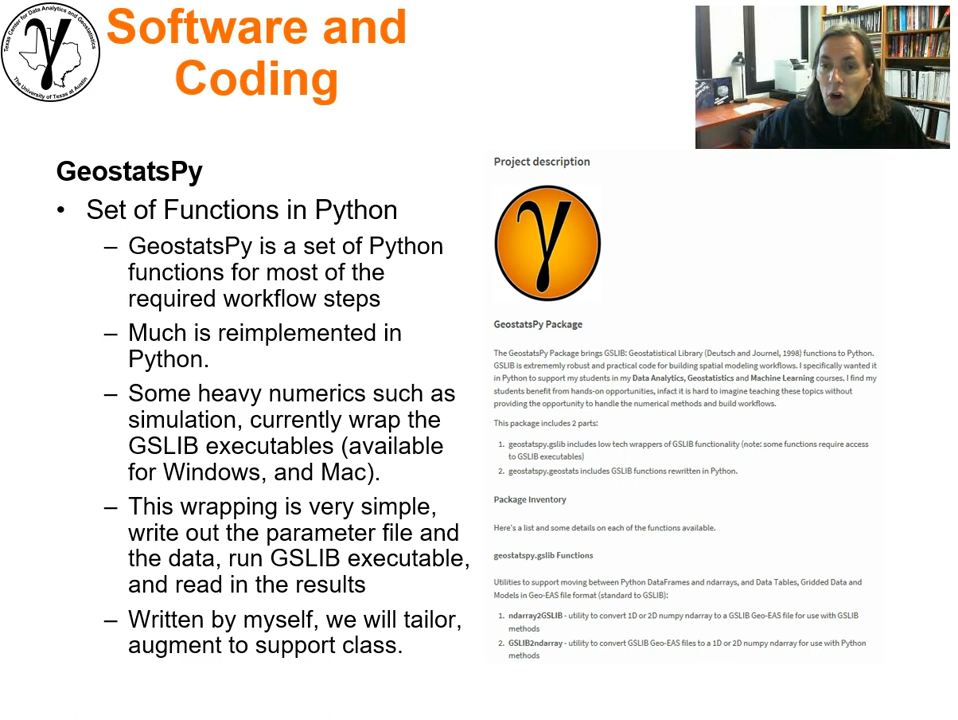 Texas Center for Data Analytics and Geostatistics
The University of Texas at Austin
Software and
Coding
GeostatsPy
• Set of Functions in Python
– GeostatsPy is a set of Python
functions for most of the
required workflow steps
– Much is reimplemented in
Python.
– Some heavy numerics such as
simulation, currently wrap the
GSLIB executables (available
for Windows, and Mac).
– This wrapping is very simple,
write out the parameter file and
the data, run GSLIB executable,
and read in the results
– Written by myself, we will tailor,
augment to support class.
Project description
GeostatsPy Package
The GeostatsPy Package brings GSLIB: Geostatistical Library (Deutsch and Journel, 1998) functions to Python.
GSLIB is extrememly robust and practical code for building spatial modeling workflows. I specifically wanted it
in Python to support my students in my Data Analytics, Geostatistics and Machine Learning courses. I find my
students benefit from hands-on opportunities, infact it is hard to imagine teaching these topics without
providing the opportunity to handle the numerical methods and build workflows.
This package includes 2 parts:
1. geostatspy.gslib includes low tech wrappers of GSLIB functionality (note: some functions require access
to GSLIB executables)
2. geostatspy.geostats includes GSLIB functions rewritten in Python.
Package Inventory
Here's a list and some details on each of the functions available.
geostatspy.gslib Functions
Utilities to support moving between Python DataFrames and ndarrays, and Data Tables, Gridded Data and
Models in Geo-EAS file format (standard to GSLIB):
1. ndarray2GSLIB - utility to convert 1D or 2D numpy ndarray to a GSLIB Geo-EAS file for use with GSLIB
methods
2. GSLIB2ndarray - utility to convert GSLIB Geo-EAS files to a 1D or 2D numpy ndarray for use with Python
methods